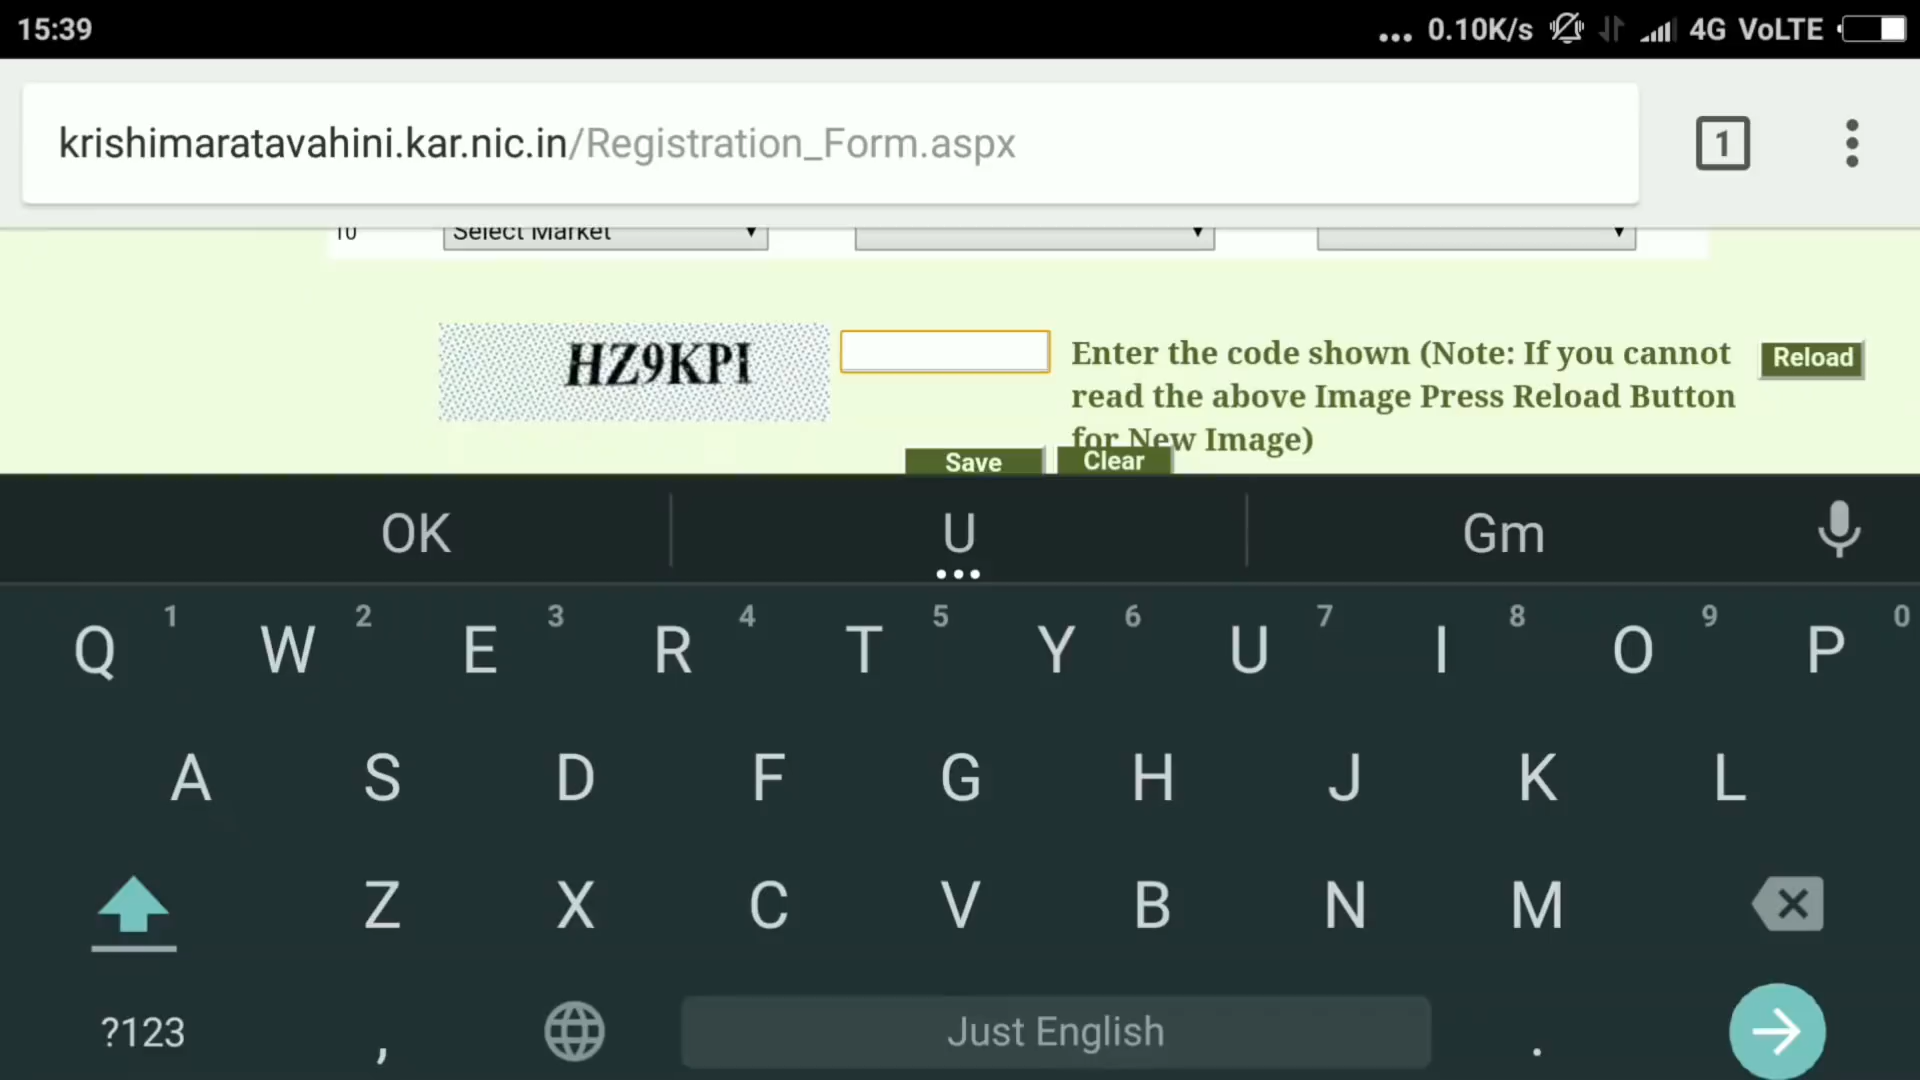 15:39 ... 0.10K/s 4G VoLTE
krishimaratavahini.kar.nic.in/Registration_Form.aspx 1
10 Select Market
HZ9KPI Enter the code shown (Note: If you cannot Reload
read the above Image Press Reload Button
for New Image)
Save Clear
OK U Gm
Q 1 W 2 E 3 R 4 T 5 Y 6 U 7 I 8 O 9 P 0
A S D F G H J K L
Z X C V B N M
?123 , Just English .